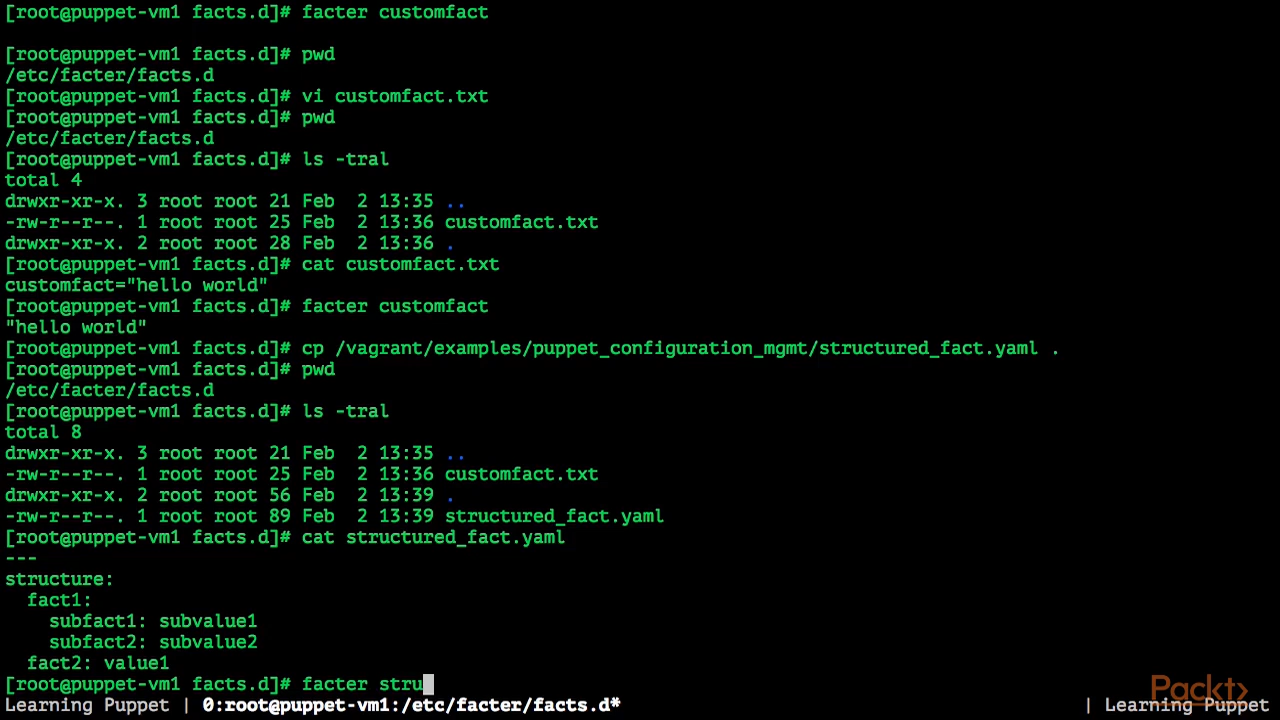 [root@puppet-vm1 facts.d]# facter customfact
[root@puppet-vm1 facts.d]# pwd
/etc/facter/facts.d
[root@puppet-vm1 facts.d]# vi customfact.txt
[root@puppet-vm1 facts.d]# pwd
/etc/facter/facts.d
[root@puppet-vm1 facts.d]# ls -tral
total 4
drwxr-xr-x. 3 root root 21 Feb  2 13:35 ..
-rw-r--r--. 1 root root 25 Feb  2 13:36 customfact.txt
drwxr-xr-x. 2 root root 28 Feb  2 13:36 .
[root@puppet-vm1 facts.d]# cat customfact.txt
customfact="hello world"
[root@puppet-vm1 facts.d]# facter customfact
"hello world"
[root@puppet-vm1 facts.d]# cp /vagrant/examples/puppet_configuration_mgmt/structured_fact.yaml .
[root@puppet-vm1 facts.d]# pwd
/etc/facter/facts.d
[root@puppet-vm1 facts.d]# ls -tral
total 8
drwxr-xr-x. 3 root root 21 Feb  2 13:35 ..
-rw-r--r--. 1 root root 25 Feb  2 13:36 customfact.txt
drwxr-xr-x. 2 root root 56 Feb  2 13:39 .
-rw-r--r--. 1 root root 89 Feb  2 13:39 structured_fact.yaml
[root@puppet-vm1 facts.d]# cat structured_fact.yaml
---
structure:
  fact1:
    subfact1: subvalue1
    subfact2: subvalue2
  fact2: value1
[root@puppet-vm1 facts.d]# facter stru
Packt>
Learning Puppet | 0:root@puppet-vm1:/etc/facter/facts.d* | Learning Puppet